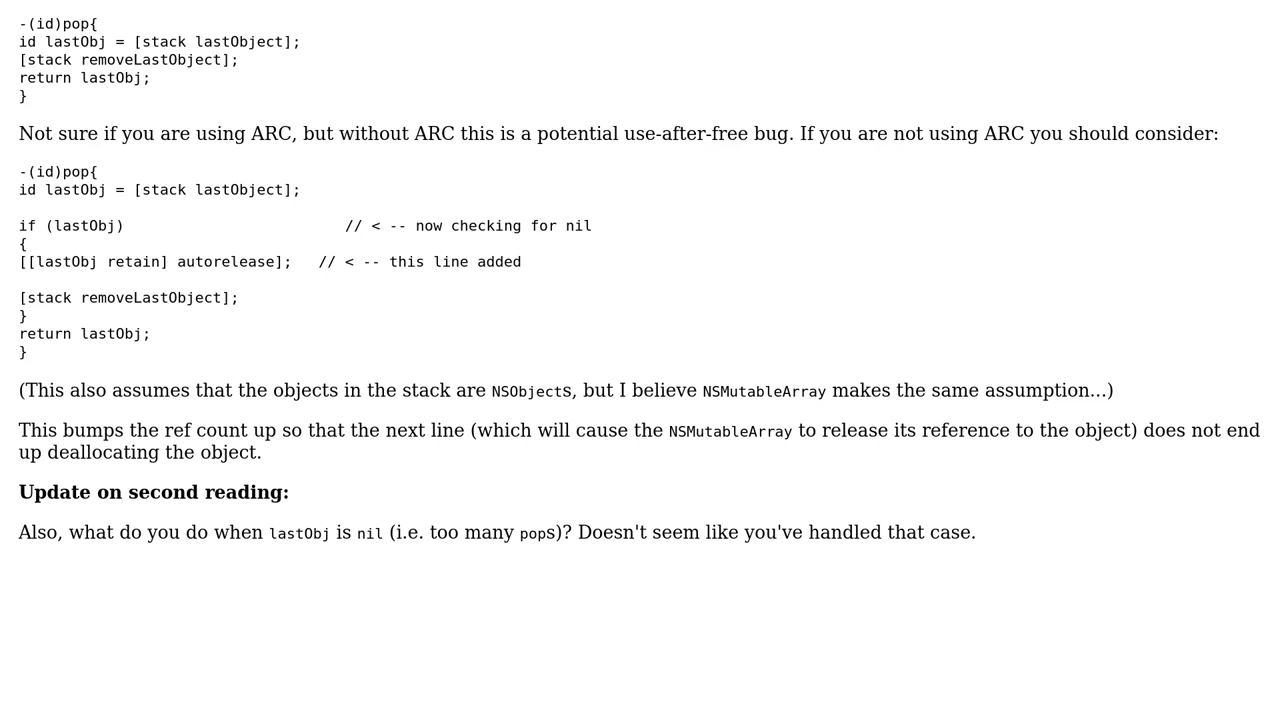 -(id)pop{
id lastObj = [stack lastObject];
[stack removeLastObject];
return lastObj;
}
Not sure if you are using ARC, but without ARC this is a potential use-after-free bug. If you are not using ARC you should consider:
-(id)pop{
id lastObj = [stack lastObject];
if (lastObj)                         // < -- now checking for nil
{
[[lastObj retain] autorelease];   // < -- this line added
[stack removeLastObject];
}
return lastObj;
}
(This also assumes that the objects in the stack are NSObjects, but I believe NSMutableArray makes the same assumption...)
This bumps the ref count up so that the next line (which will cause the NSMutableArray to release its reference to the object) does not end
up deallocating the object.
Update on second reading:
Also, what do you do when lastObj is nil (i.e. too many pops)? Doesn't seem like you've handled that case.